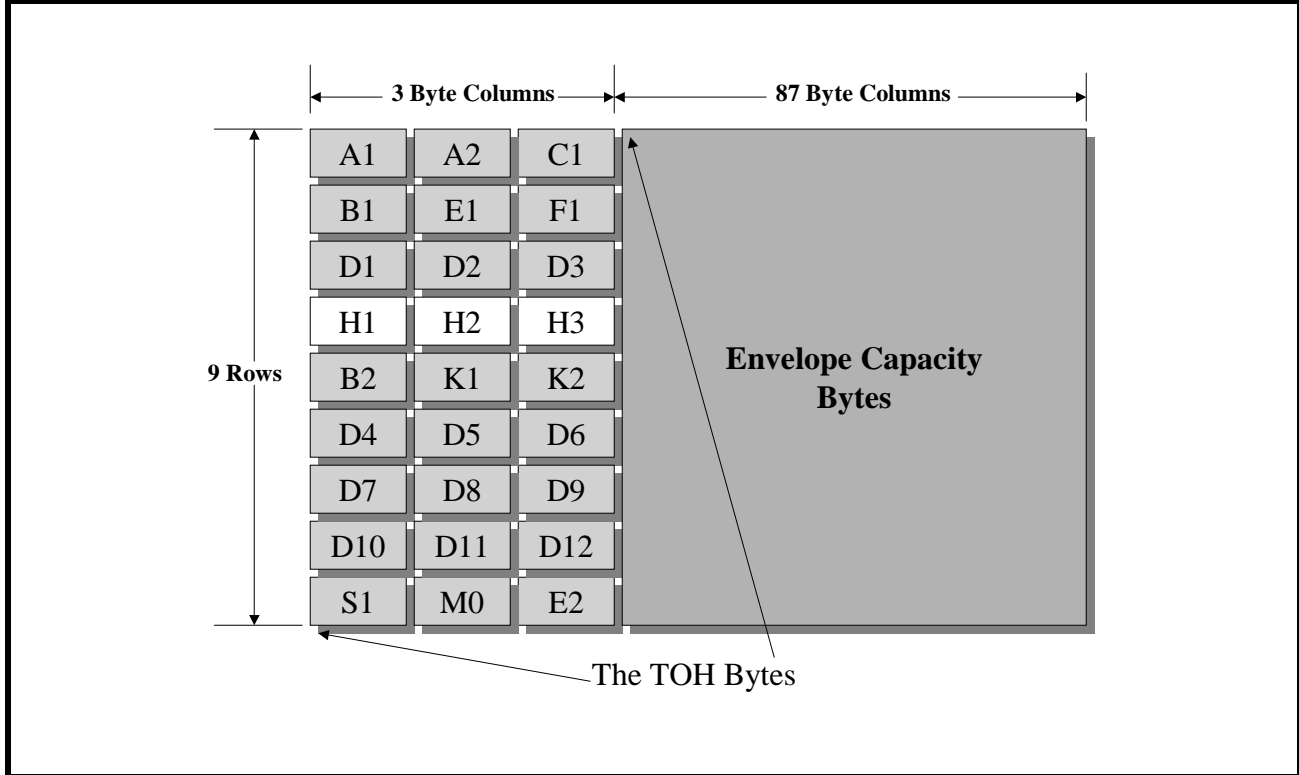 3 Byte Columns 87 Byte Columns
A1 A2 C1
B1 E1 F1
D1 D2 D3
H1 H2 H3
9 Rows
B2 K1 K2
D4 D5 D6
D7 D8 D9
D10 D11 D12
S1 M0 E2
Envelope Capacity
Bytes
The TOH Bytes